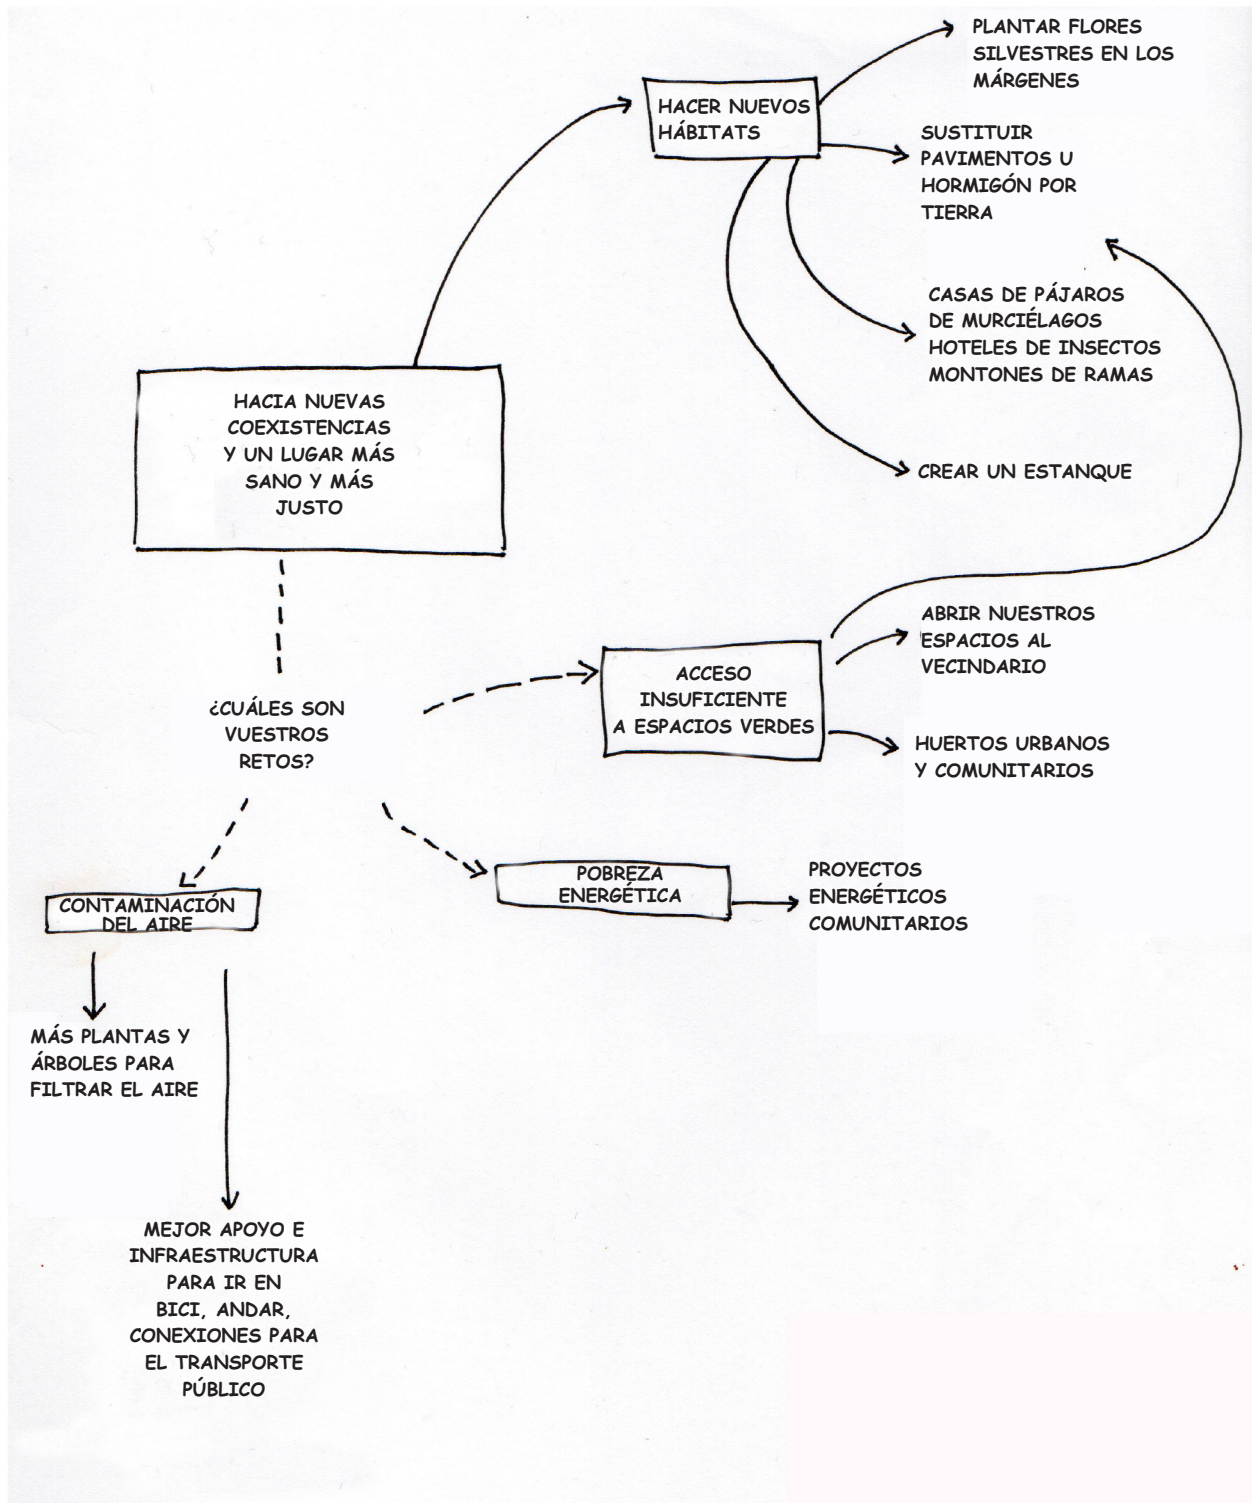 PLANTAR FLORES
SILVESTRES EN LOS
MÁRGENES
HACER NUEVOS
HÁBITATS
SUSTITUIR
PAVIMENTOS U
HORMIGÓN POR
TIERRA
CASAS DE PÁJAROS
DE MURCIÉLAGOS
HOTELES DE INSECTOS
MONTONES DE RAMAS
CREAR UN ESTANQUE
HACIA NUEVAS
COEXISTENCIAS
Y UN LUGAR MÁS
SANO Y MÁS
JUSTO
ABRIR NUESTROS
ESPACIOS AL
VECINDARIO
ACCESO
INSUFICIENTE
A ESPACIOS VERDES
HUERTOS URBANOS
Y COMUNITARIOS
¿CUÁLES SON
VUESTROS
RETOS?
POBREZA
ENERGÉTICA
PROYECTOS
ENERGÉTICOS
COMUNITARIOS
CONTAMINACIÓN
DEL AIRE
MÁS PLANTAS Y
ÁRBOLES PARA
FILTRAR EL AIRE
MEJOR APOYO E
INFRAESTRUCTURA
PARA IR EN
BICI, ANDAR,
CONEXIONES PARA
EL TRANSPORTE
PÚBLICO